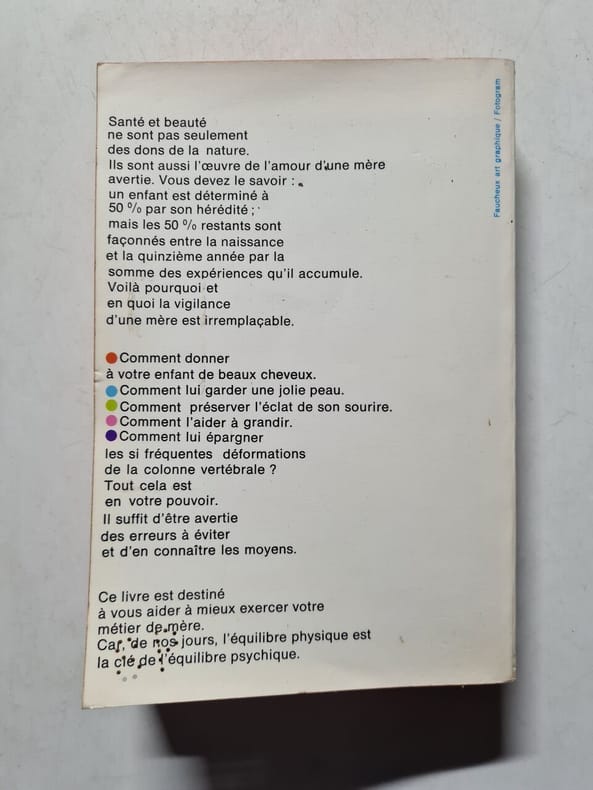 Santé et beauté
ne sont pas seulement
des dons de la nature.
Ils sont aussi l'œuvre de l'amour d'une mère
avertie. Vous devez le savoir :
un enfant est déterminé à
50 % par son hérédité ;
mais les 50 % restants sont
façonnés entre la naissance
et la quinzième année par la
somme des expériences qu'il accumule.
Voilà pourquoi et
en quoi la vigilance
d'une mère est irremplaçable.
Comment donner
à votre enfant de beaux cheveux.
Comment lui garder une jolie peau.
Comment préserver l'éclat de son sourire.
Comment l'aider à grandir.
Comment lui épargner
les si fréquentes déformations
de la colonne vertébrale ?
Tout cela est
en votre pouvoir.
Il suffit d'être avertie
des erreurs à éviter
et d'en connaître les moyens.
Ce livre est destiné
à vous aider à mieux exercer votre
métier de mère.
Car, de nos jours, l'équilibre physique est
la clé de l'équilibre psychique.
Faucheux art graphique / Fotogram